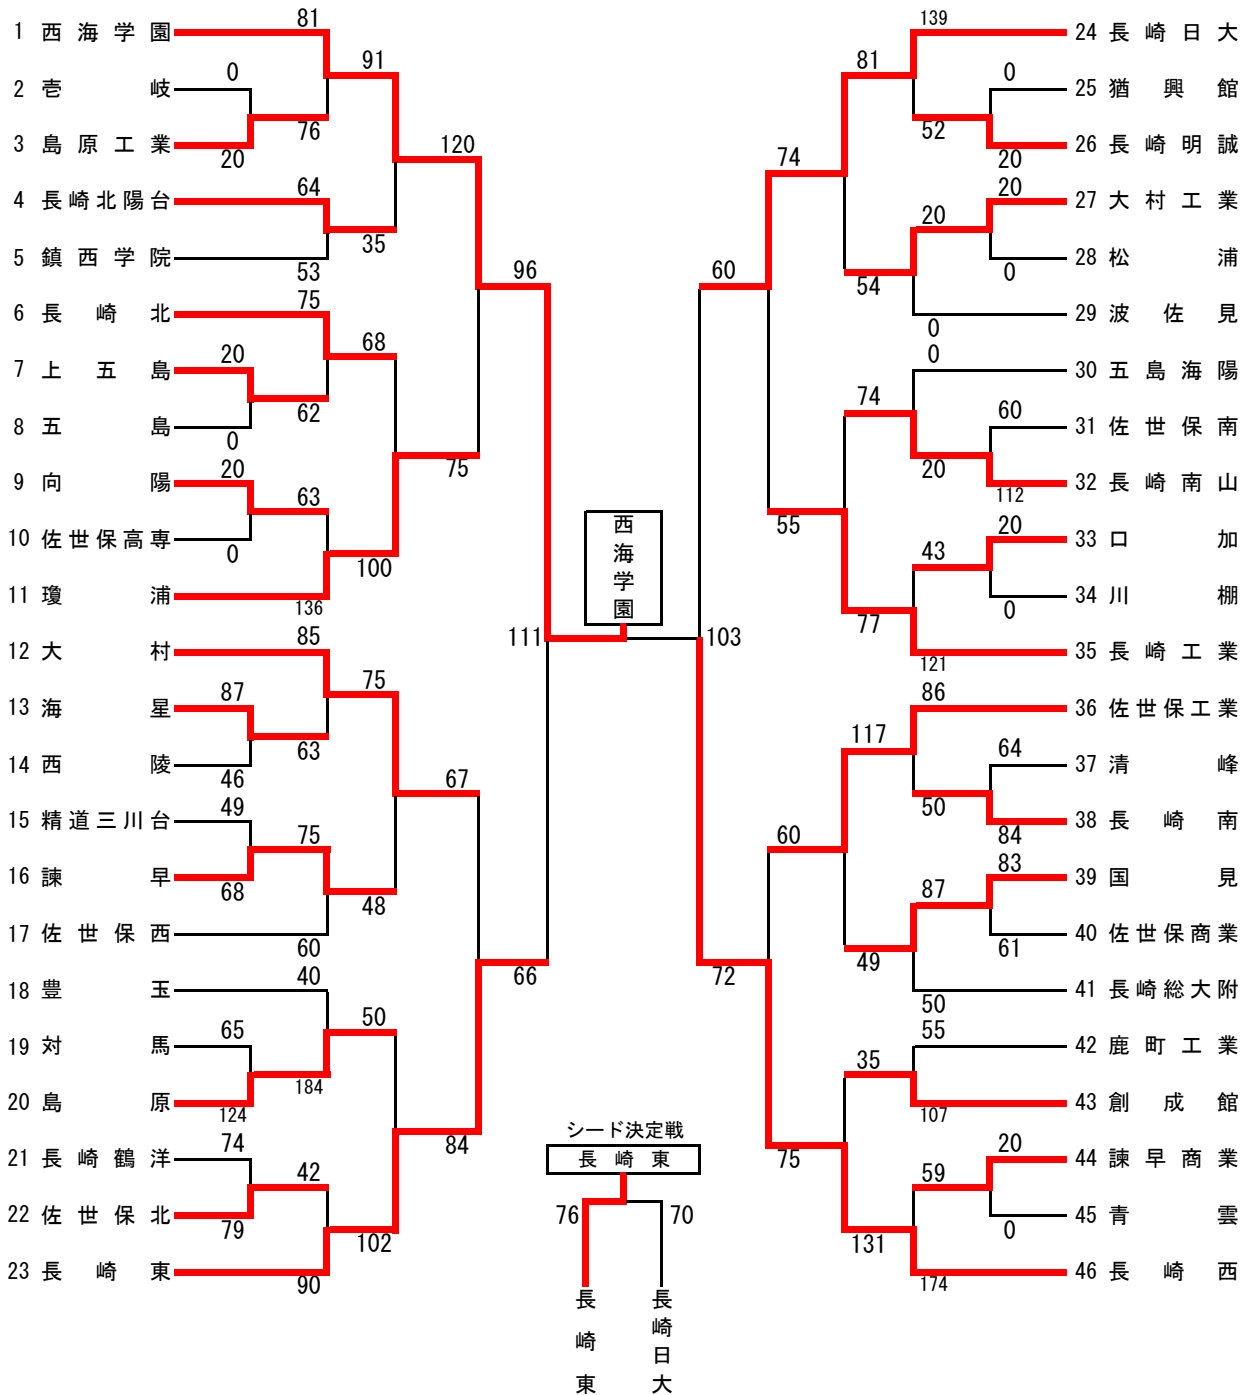 1 西海学園
2 壱岐
3 島原工業
4 長崎北陽台
5 鎮西学院
6 長崎北
7 上五島
8 五島
9 向陽
10 佐世保高専
11 瓊浦
12 大村
13 海星
14 西陵
15 精道三川台
16 諫早
17 佐世保西
18 豊玉
19 対馬
20 島原
21 長崎鶴洋
22 佐世保北
23 長崎東
0
20
20
0
20
0
87
46
49
68
65
124
74
79
81
76
64
53
75
62
63
136
85
63
75
60
40
184
42
90
91
35
68
100
75
48
50
102
120
75
67
84
96
66
111
西海学園
103
60
72
74
55
60
75
81
54
74
77
117
49
35
131
139
52
20
0
0
20
43
121
86
50
87
50
55
107
59
174
0
20
20
0
60
112
20
0
64
84
83
61
20
0
24 長崎日大
25 猶興館
26 長崎明誠
27 大村工業
28 松浦
29 波佐見
30 五島海陽
31 佐世保南
32 長崎南山
33 口加
34 川棚
35 長崎工業
36 佐世保工業
37 清峰
38 長崎南
39 国見
40 佐世保商業
41 長崎総大附
42 鹿町工業
43 創成館
44 諫早商業
45 青雲
46 長崎西
シード決定戦
長崎東
76
70
長崎東
長崎日大